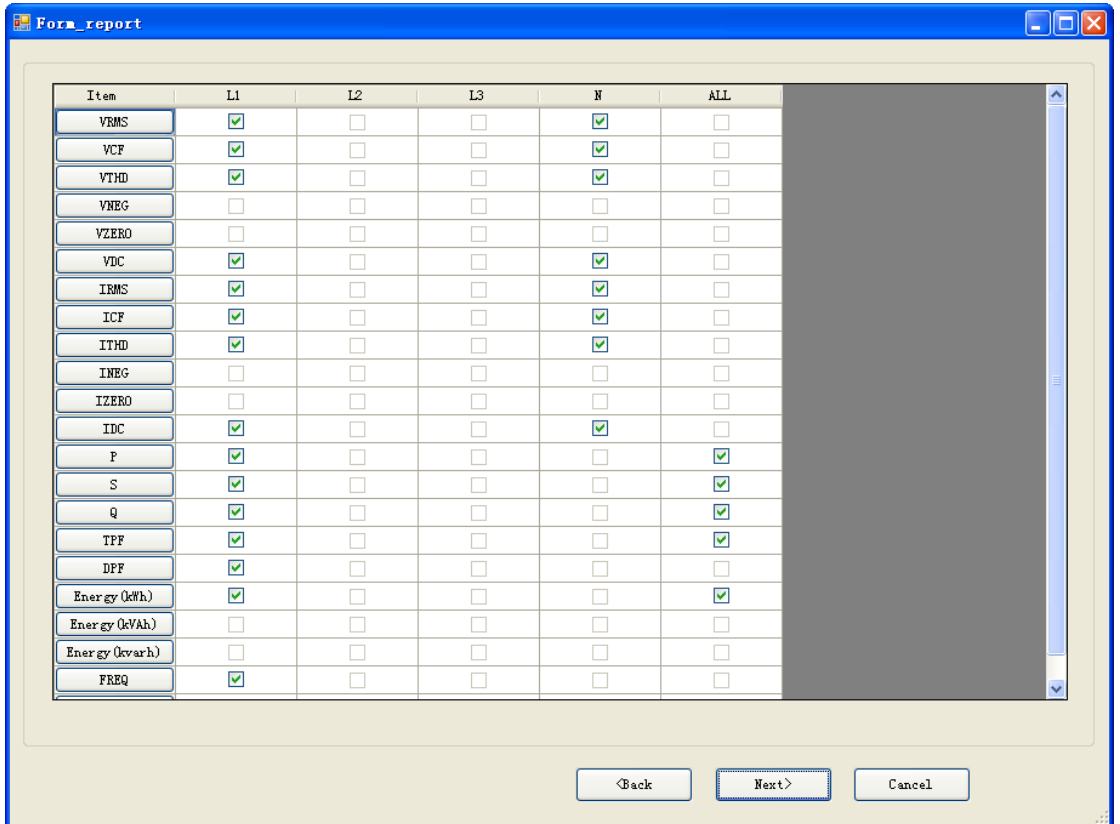 Form_report
Item L1 L2 L3 N ALL
VRMS
VCF
VTHD
VNEG
VZERO
VDC
IRMS
ICF
ITHD
INEG
IZERO
IDC
P
S
Q
TPF
DPF
Energy(kWh)
Energy(kVAh)
Energy(kvarh)
FREQ
<Back Next> Cancel